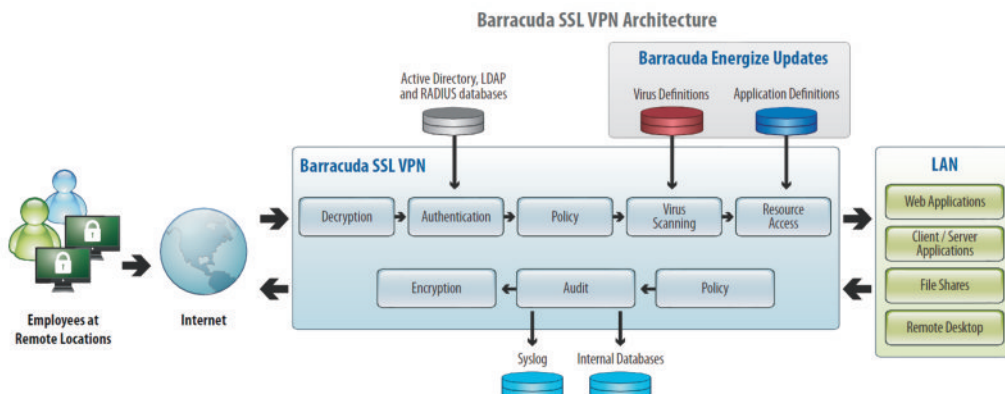 Barracuda SSL VPN Architecture
Barracuda Energize Updates
Active Directory, LDAP
and RADIUS databases
Virus Definitions
Application Definitions
Barracuda SSL VPN
LAN
Decryption
Authentication
Policy
Virus
Scanning
Resource
Access
Web Applications
Client / Server
Applications
File Shares
Remote Desktop
Encryption
Audit
Policy
Employees at
Remote Locations
Internet
Syslog
Internal Databases